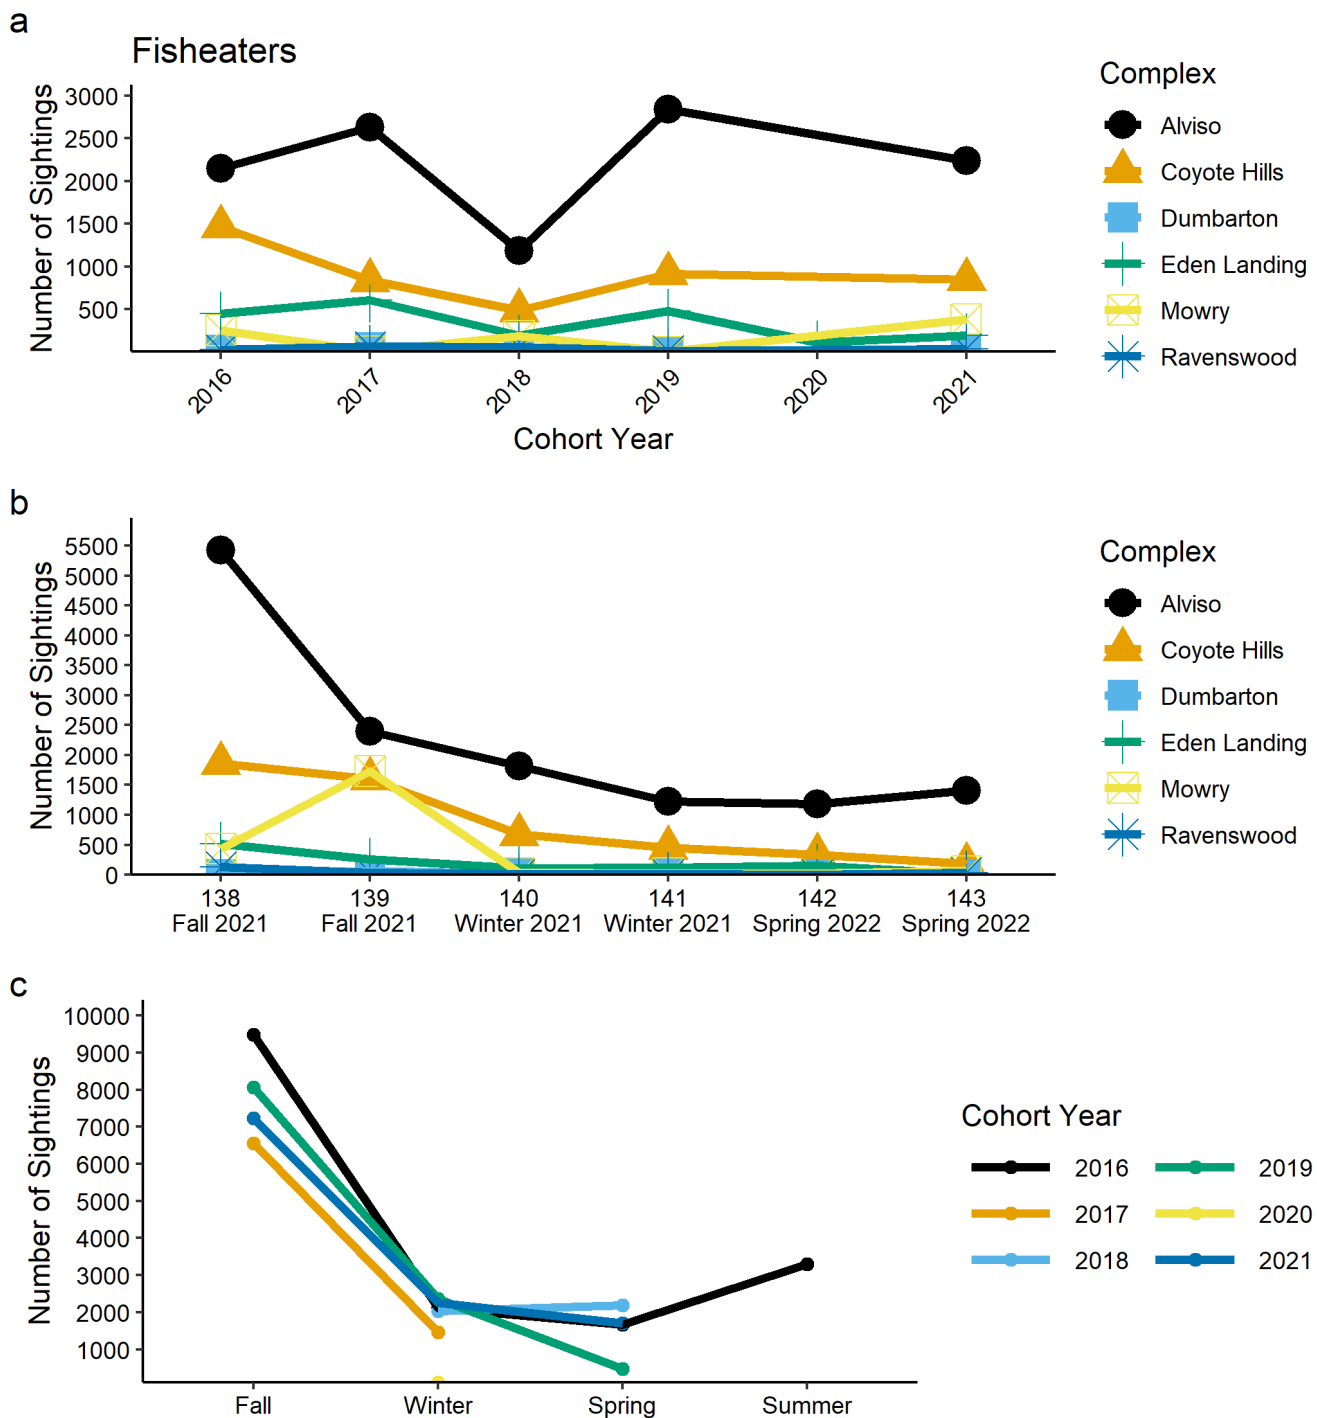 a
Fisheaters
Number of Sightings
3000
2500
2000
1500
1000
500
2016
2017
2018
2019
2020
2021
Cohort Year
Complex
Alviso
Coyote Hills
Dumbarton
Eden Landing
Mowry
Ravenswood
b
Number of Sightings
5500
5000
4500
4000
3500
3000
2500
2000
1500
1000
500
0
138
Fall 2021
139
Fall 2021
140
Winter 2021
141
Winter 2021
142
Spring 2022
143
Spring 2022
Complex
Alviso
Coyote Hills
Dumbarton
Eden Landing
Mowry
Ravenswood
c
Number of Sightings
10000
9000
8000
7000
6000
5000
4000
3000
2000
1000
Fall
Winter
Spring
Summer
Cohort Year
2016
2017
2018
2019
2020
2021